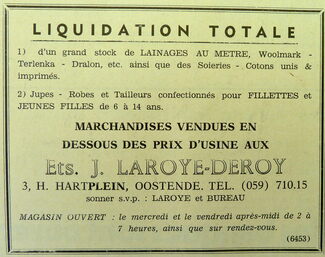 LIQUIDATION TOTALE
1) d'un grand stock de LAINAGES AU METRE, Woolmark -
Terlenka - Dralon, etc. ainsi que des Soieries - Cotons unis &
imprimés.
2) Jupes - Robes et Tailleurs confectionnés pour FILLETTES et
JEUNES FILLES de 6 à 14 ans.
MARCHANDISES VENDUES EN
DESSOUS DES PRIX D'USINE AUX
Ets. J. LAROYE-DEROY
3, H. HARTPLEIN, OOSTENDE. TEL. (059) 710.15
sonner s.v.p. : LAROYE et BUREAU
MAGASIN OUVERT : le mercredi et le vendredi après-midi de 2 à
7 heures, ainsi que sur rendez-vous.
(6453)